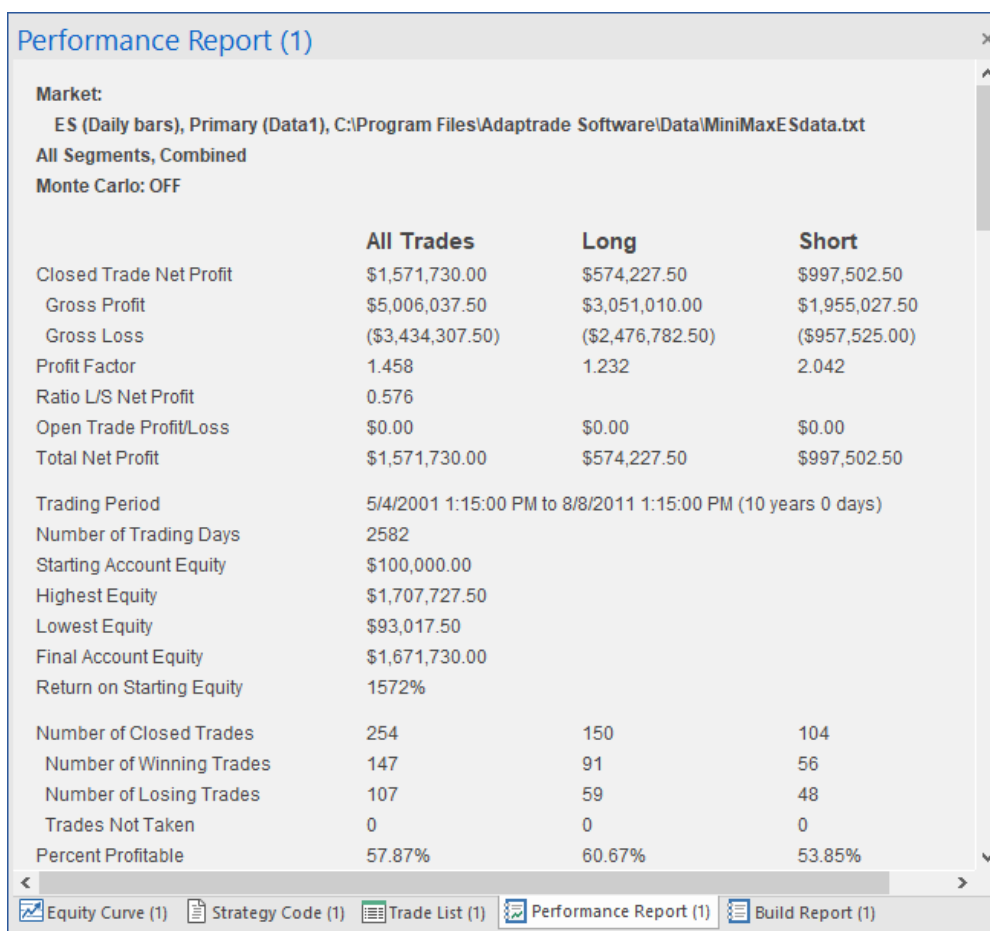 Performance Report (1)
Market:
ES (Daily bars), Primary (Data1), C:\Program Files\Adaptrade Software\Data\MiniMaxESdata.txt
All Segments, Combined
Monte Carlo: OFF
All Trades Long Short
Closed Trade Net Profit $1,571,730.00 $574,227.50 $997,502.50
Gross Profit $5,006,037.50 $3,051,010.00 $1,955,027.50
Gross Loss ($3,434,307.50) ($2,476,782.50) ($957,525.00)
Profit Factor 1.458 1.232 2.042
Ratio L/S Net Profit 0.576
Open Trade Profit/Loss $0.00 $0.00 $0.00
Total Net Profit $1,571,730.00 $574,227.50 $997,502.50
Trading Period 5/4/2001 1:15:00 PM to 8/8/2011 1:15:00 PM (10 years 0 days)
Number of Trading Days 2582
Starting Account Equity $100,000.00
Highest Equity $1,707,727.50
Lowest Equity $93,017.50
Final Account Equity $1,671,730.00
Return on Starting Equity 1572%
Number of Closed Trades 254 150 104
Number of Winning Trades 147 91 56
Number of Losing Trades 107 59 48
Trades Not Taken 0 0 0
Percent Profitable 57.87% 60.67% 53.85%
Equity Curve (1) Strategy Code (1) Trade List (1) Performance Report (1) Build Report (1)